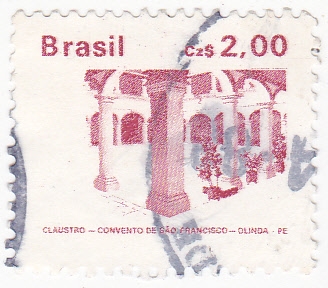 Brasil Cz$ 2,00
CLAUSTRO – CONVENTO DE SÃO FRANCISCO – OLINDA - PE